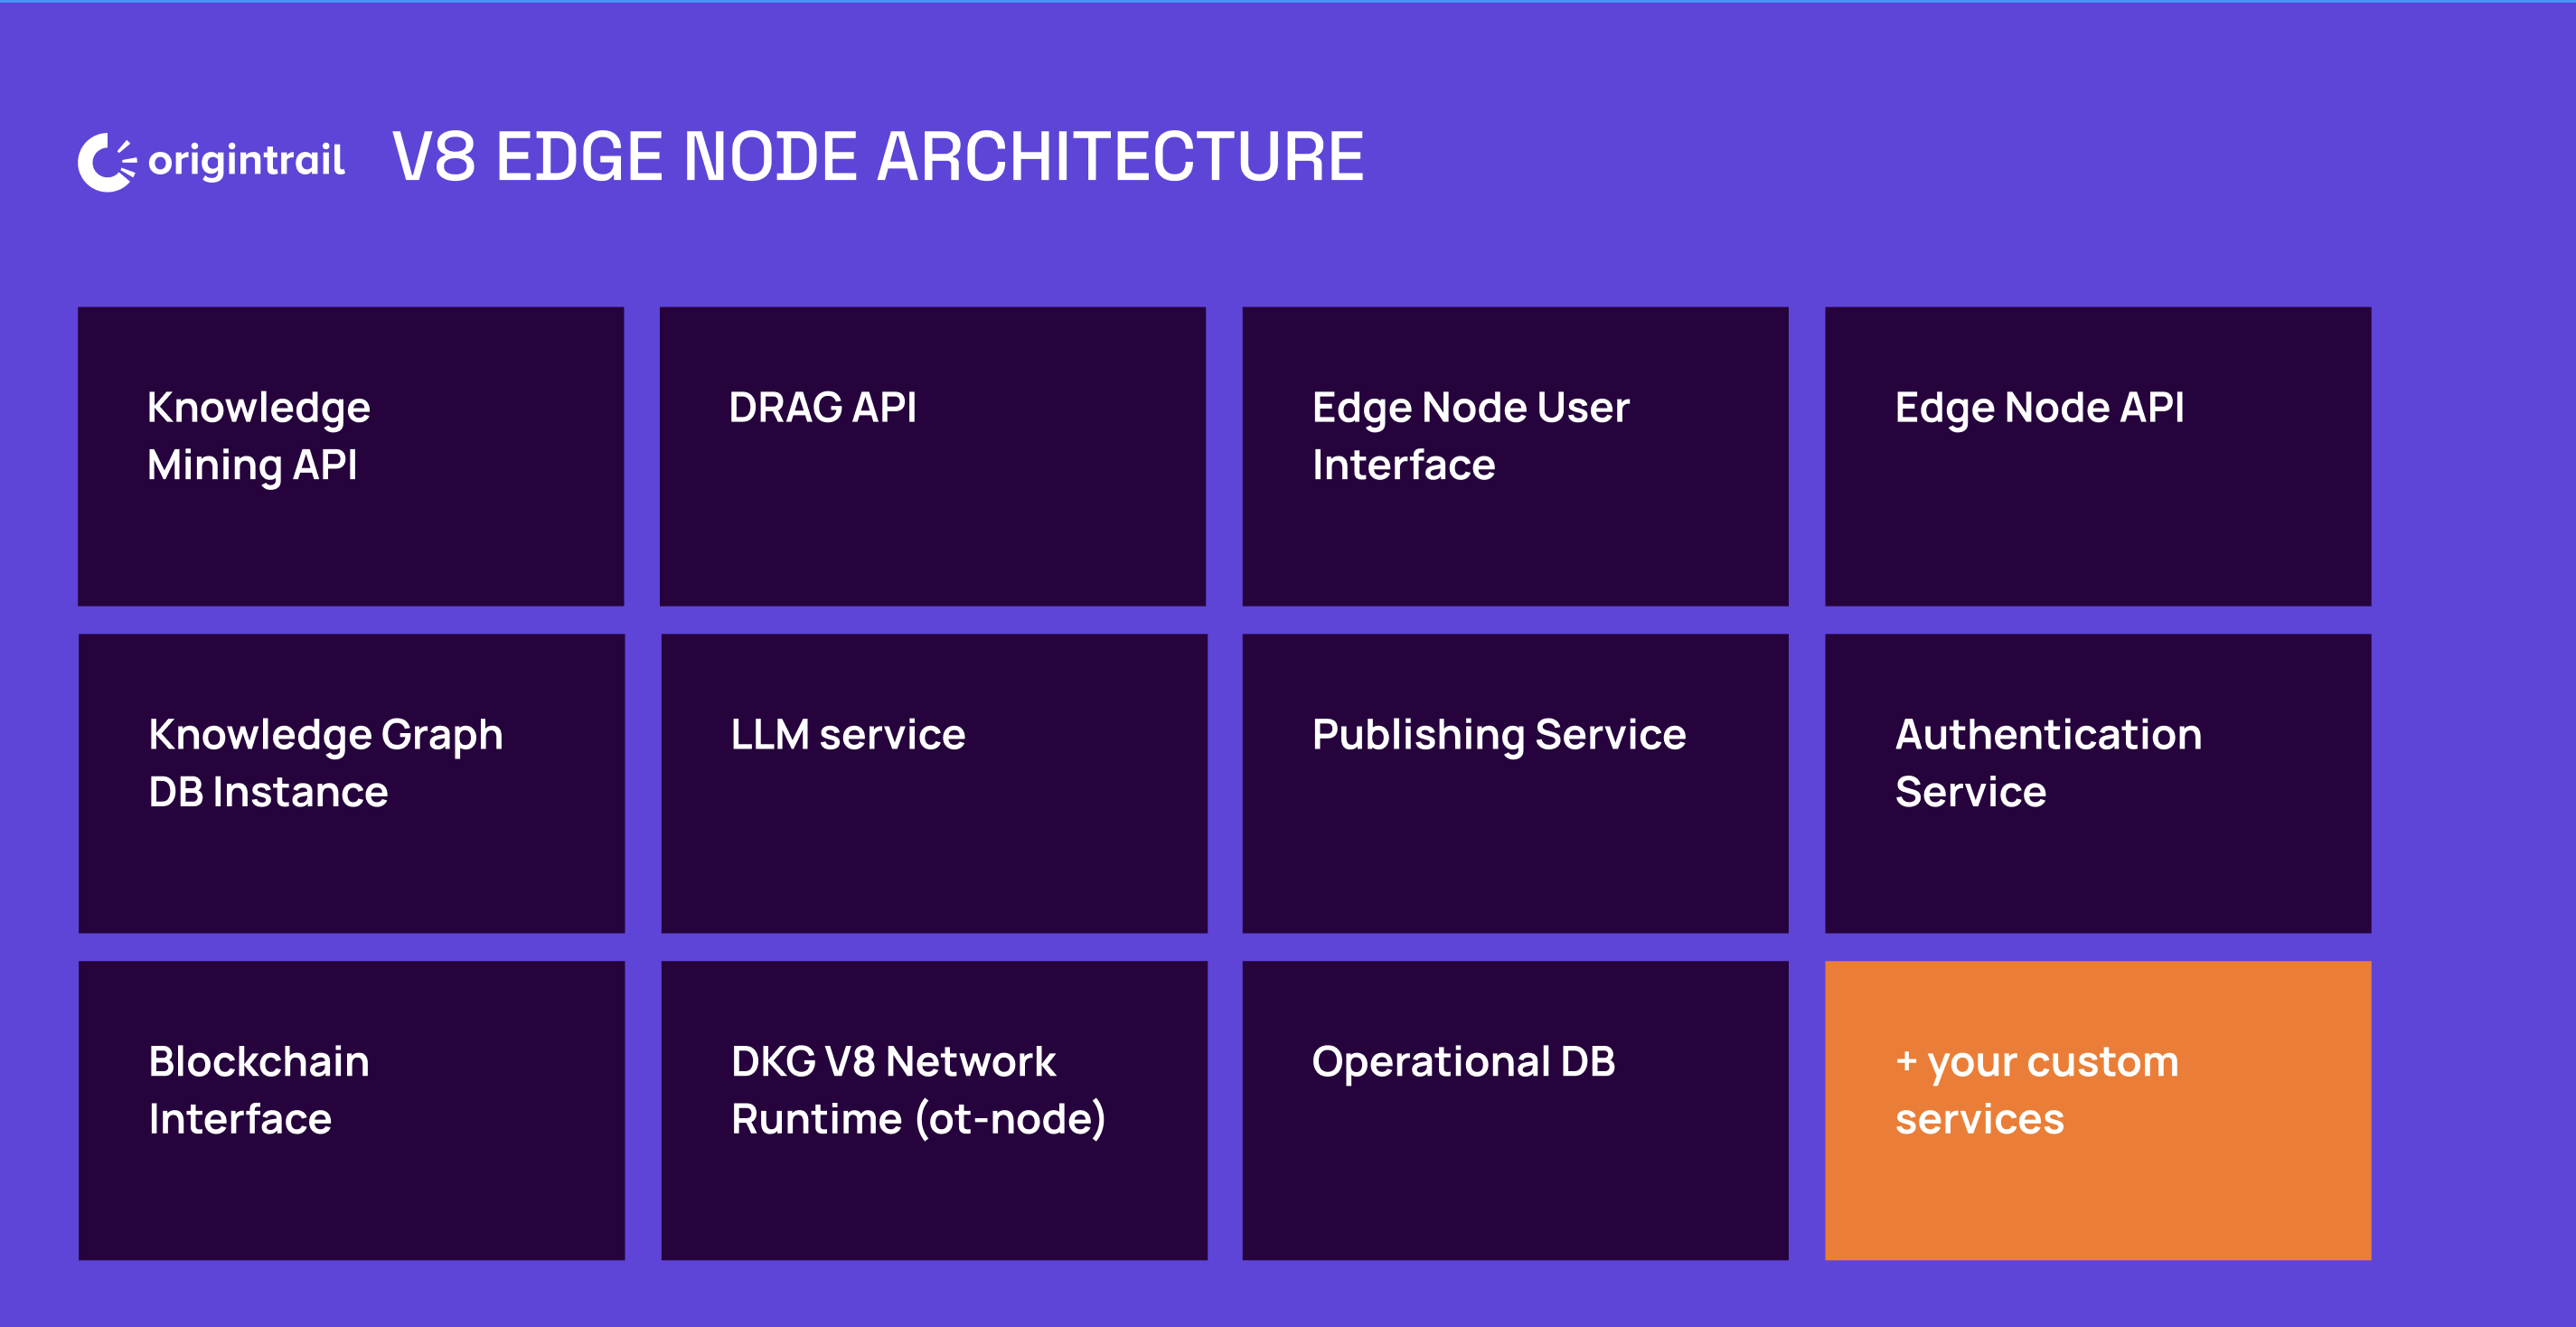 origintrail V8 EDGE NODE ARCHITECTURE
Knowledge
Mining API
DRAG API
Edge Node User
Interface
Edge Node API
Knowledge Graph
DB Instance
LLM service
Publishing Service
Authentication
Service
Blockchain
Interface
DKG V8 Network
Runtime (ot-node)
Operational DB
+ your custom
services